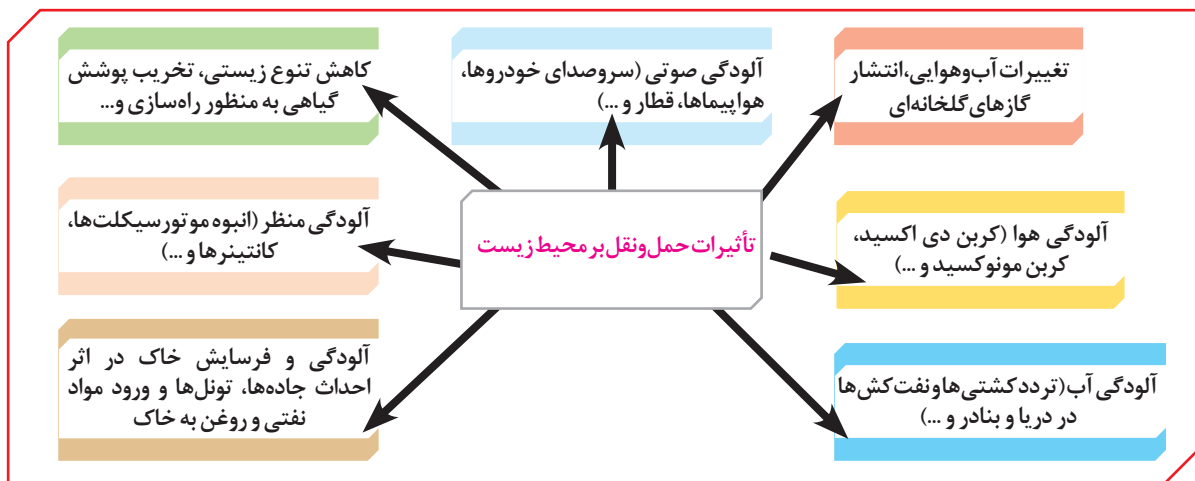 تغییرات آب‌وهوایی،انتشار
گازهای گلخانه‌ای
آلودگی صوتی (سروصدای خودروها،
هواپیماها، قطار و ...)
کاهش تنوع زیستی، تخریب پوشش
گیاهی به منظور راه‌سازی و...
تأثیرات حمل‌ونقل بر محیط زیست
آلودگی هوا (کربن دی اکسید،
کربن مونوکسید و ...)
آلودگی منظر (انبوه موتورسیکلت‌ها،
کانتینرها و ...)
آلودگی آب(تردد کشتی‌ها و نفت‌کش‌ها
در دریا و بنادر و ...)
آلودگی و فرسایش خاک در اثر
احداث جاده‌ها، تونل‌ها و ورود مواد
نفتی و روغن به خاک